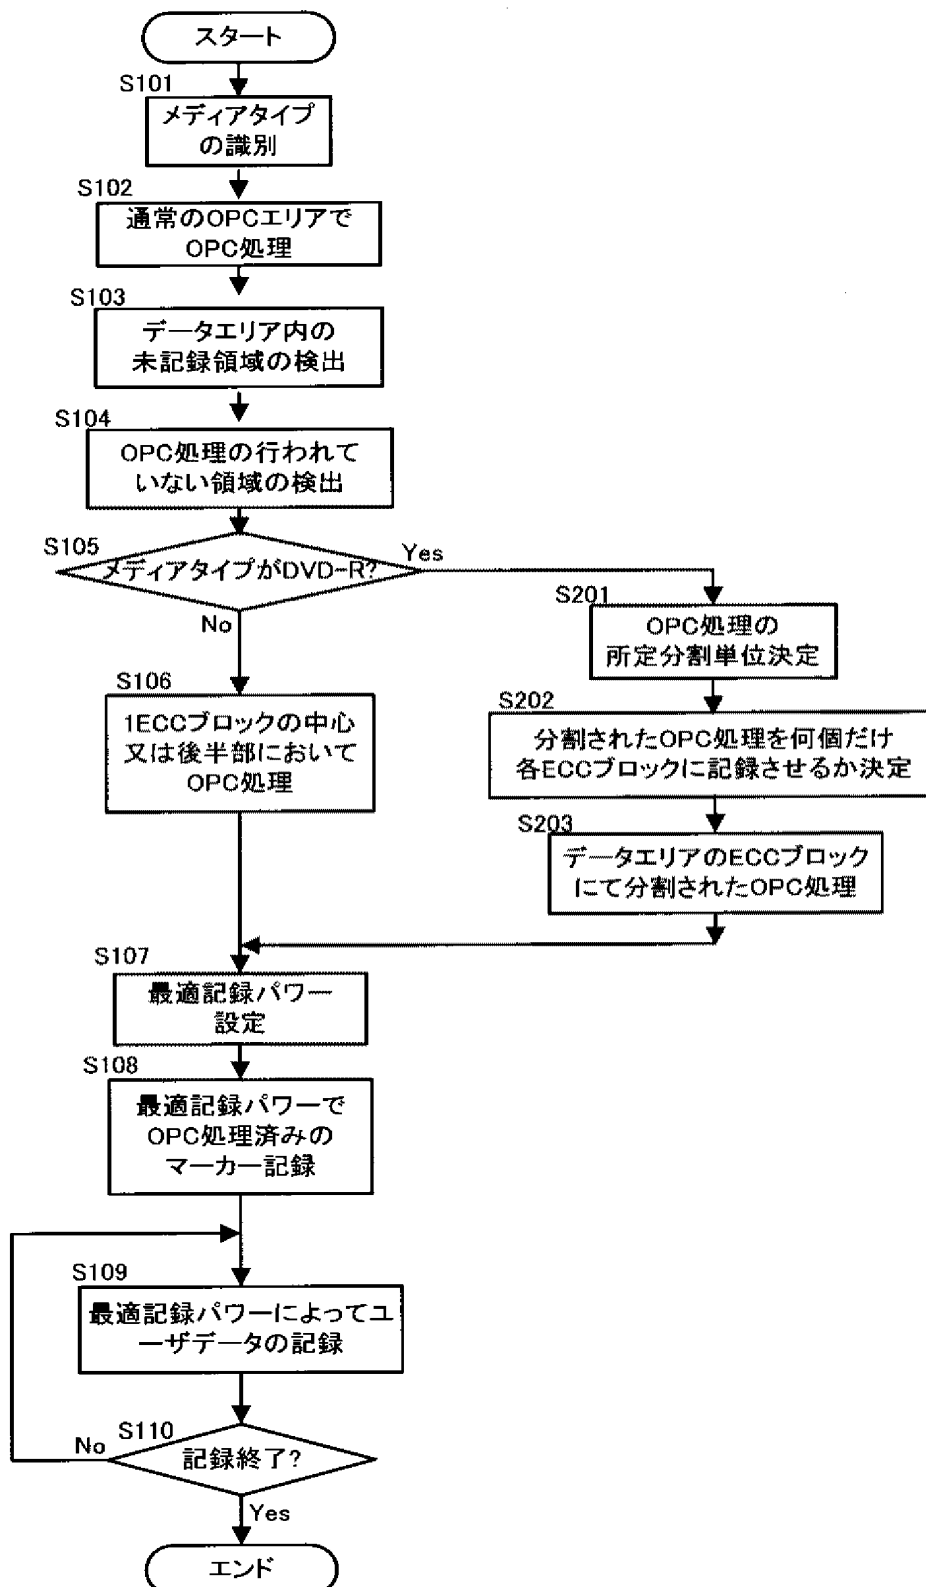 スタート
S101
メディアタイプ
の識別
S102
通常のOPCエリアで
OPC処理
S103
データエリア内の
未記録領域の検出
S104
OPC処理の行われて
いない領域の検出
S105
メディアタイプがDVD-R?
Yes
No
S201
OPC処理の
所定分割単位決定
S106
1ECCブロックの中心
又は後半部において
OPC処理
S202
分割されたOPC処理を何個だけ
各ECCブロックに記録させるか決定
S203
データエリアのECCブロック
にて分割されたOPC処理
S107
最適記録パワー
設定
S108
最適記録パワーで
OPC処理済みの
マーカー記録
S109
最適記録パワーによってユ
ーザデータの記録
S110
No
記録終了?
Yes
エンド